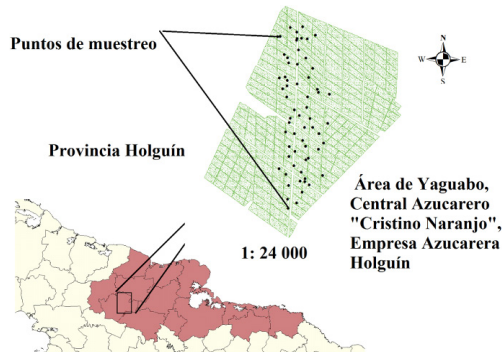 Puntos de muestreo
N
W E
S
Provincia Holguín
Área de Yaguabo,
Central Azucarero
"Cristino Naranjo",
Empresa Azucarera
Holguín
1: 24 000